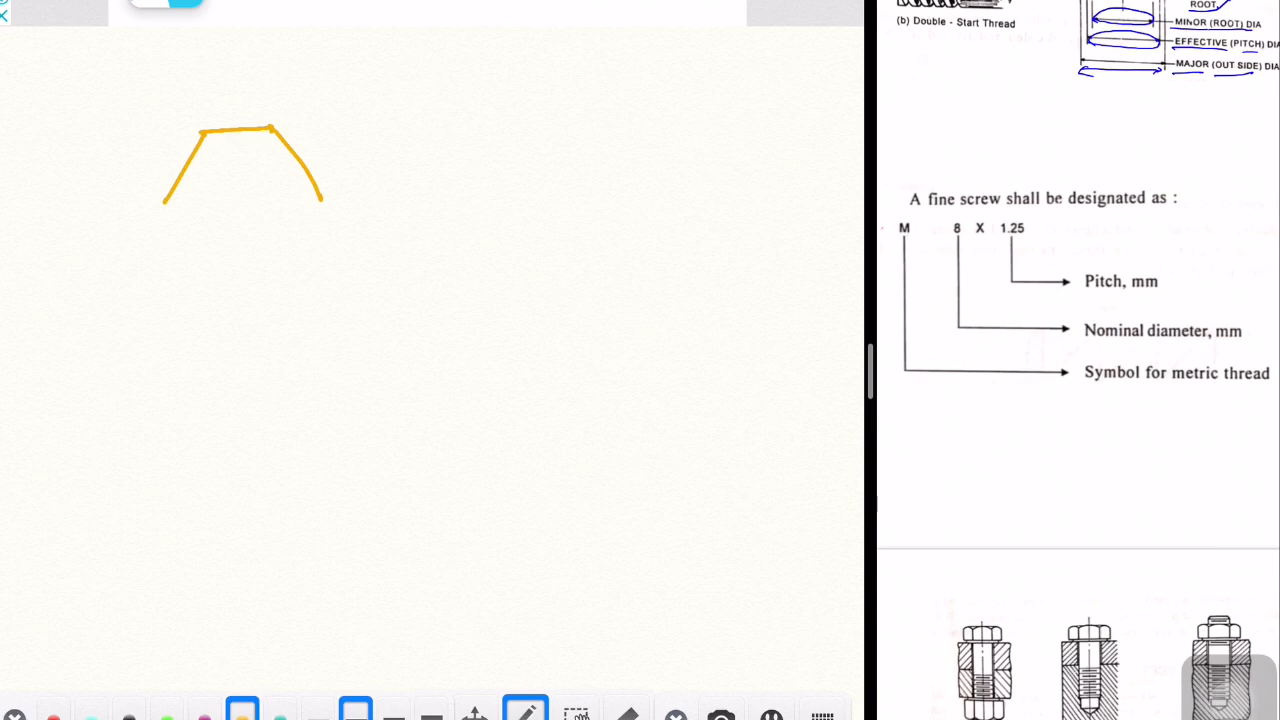 ROOT
(b) Double - Start Thread
MINOR (ROOT) DIA
EFFECTIVE (PITCH) DIA
MAJOR (OUT SIDE) DIA
A fine screw shall be designated as :
M 8 X 1.25
Pitch, mm
Nominal diameter, mm
Symbol for metric thread